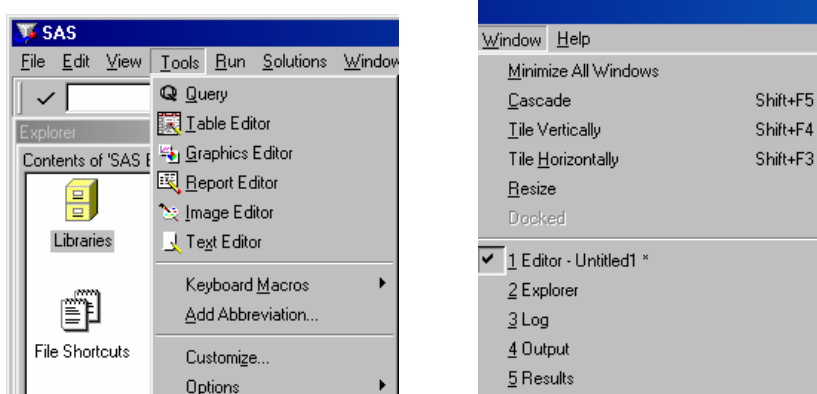 SAS
File Edit View Tools Run Solutions Window
Query
Table Editor
Explorer
Graphics Editor
Contents of 'SAS E
Report Editor
Image Editor
Text Editor
Libraries
Keyboard Macros
Add Abbreviation...
File Shortcuts
Customize...
Options
Window Help
Minimize All Windows
Cascade Shift+F5
Tile Vertically Shift+F4
Tile Horizontally Shift+F3
Resize
Docked
1 Editor - Untitled1 *
2 Explorer
3 Log
4 Output
5 Results